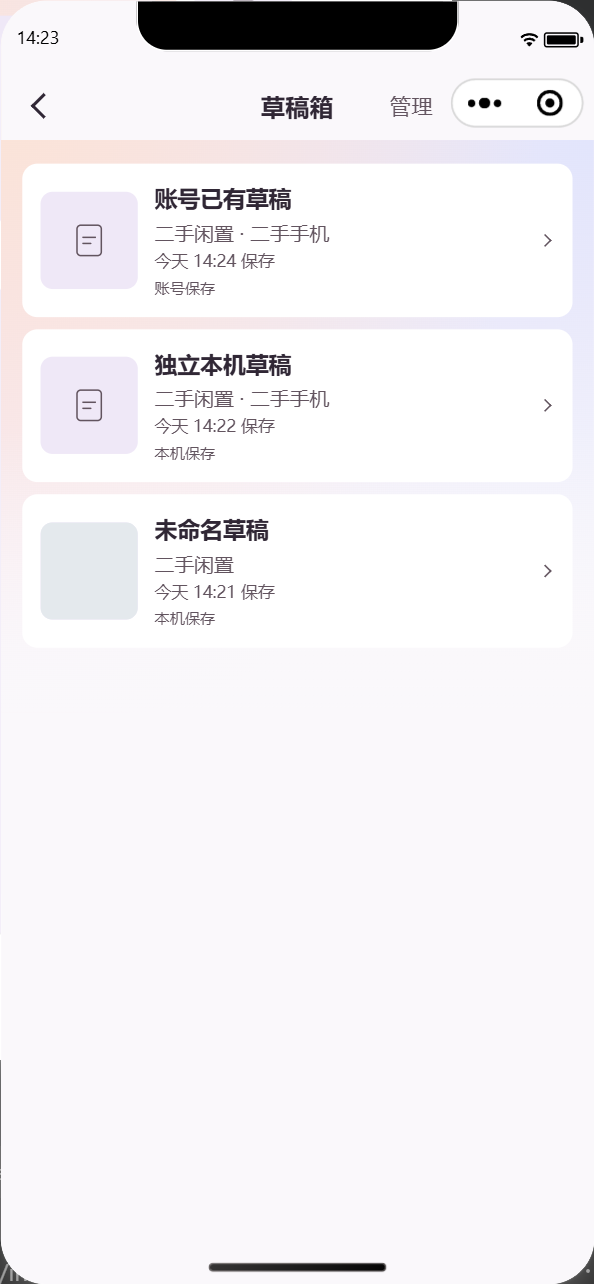 14:23
草稿箱
管理
账号已有草稿
二手闲置 · 二手手机
今天 14:24 保存
账号保存
独立本机草稿
二手闲置 · 二手手机
今天 14:22 保存
本机保存
未命名草稿
二手闲置
今天 14:21 保存
本机保存